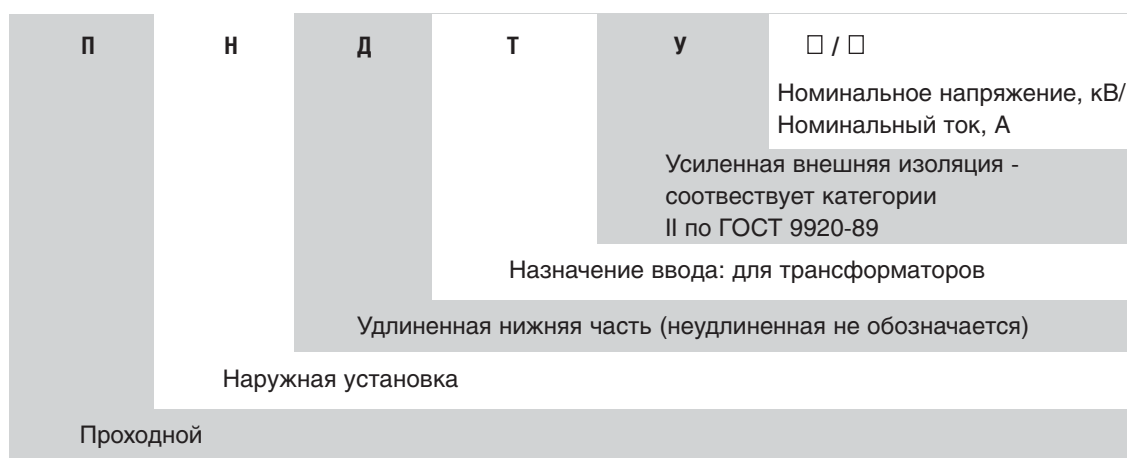 П Н Д Т У □ / □
Номинальное напряжение, кВ/
Номинальный ток, А
Усиленная внешняя изоляция -
соотвествует категории
II по ГОСТ 9920-89
Назначение ввода: для трансформаторов
Удлиненная нижняя часть (неудлиненная не обозначается)
Наружная установка
Проходной